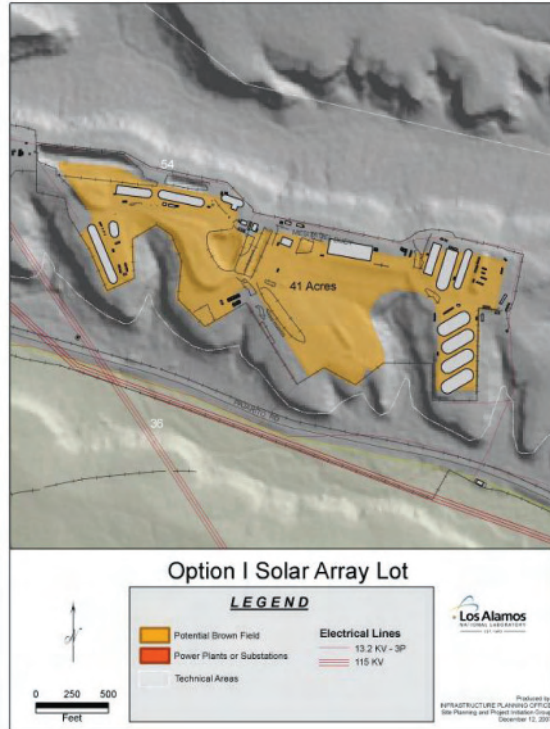 54
41 Acres
36
Option I Solar Array Lot
LEGEND
Potential Brown Field
Power Plants or Substations
Technical Areas
Electrical Lines
13.2 KV - 3P
115 KV
N
0 250 500
Feet
Los Alamos
NATIONAL LABORATORY
EST. 1943
Produced by
INFRASTRUCTURE PLANNING OFFICE
Site Planning and Project Initiation Group